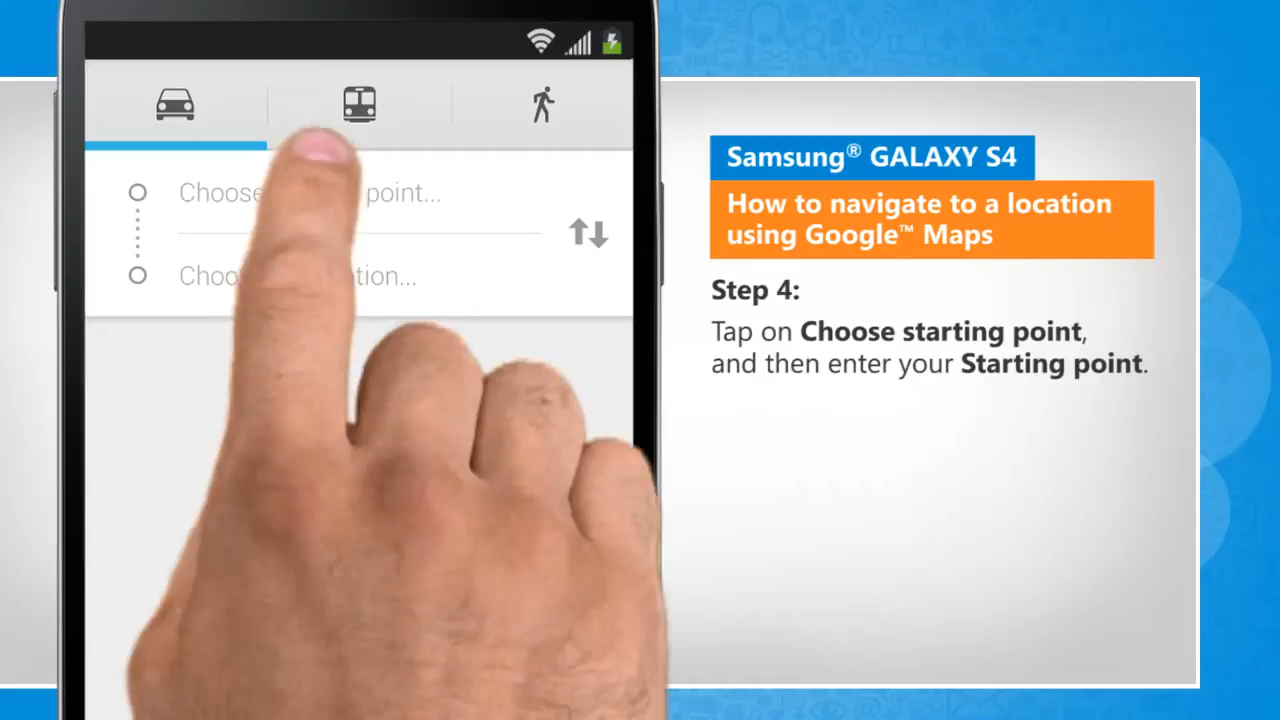 Choose point...
Choo tion...
Samsung® GALAXY S4
How to navigate to a location
using Google™ Maps
Step 4:
Tap on Choose starting point,
and then enter your Starting point.